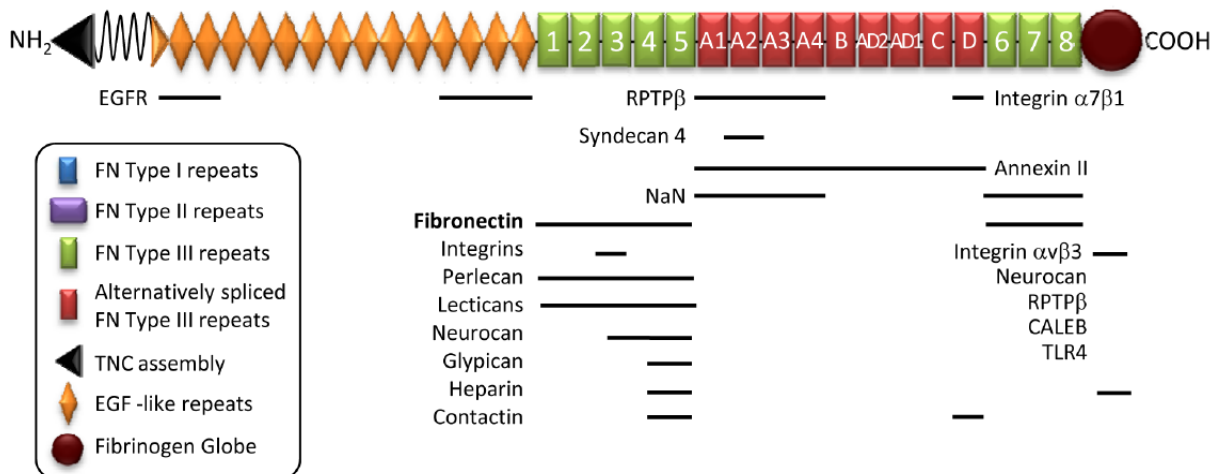 NH2 1 2 3 4 5 A1 A2 A3 A4 B AD2 AD1 C D 6 7 8 COOH
EGFR RPTPβ Integrin α7β1
Syndecan 4
Annexin II
NaN
Fibronectin
Integrins Integrin αvβ3
Perlecan Neurocan
Lecticans RPTPβ
Neurocan CALEB
Glypican TLR4
Heparin
Contactin
FN Type I repeats
FN Type II repeats
FN Type III repeats
Alternatively spliced
FN Type III repeats
TNC assembly
EGF -like repeats
Fibrinogen Globe